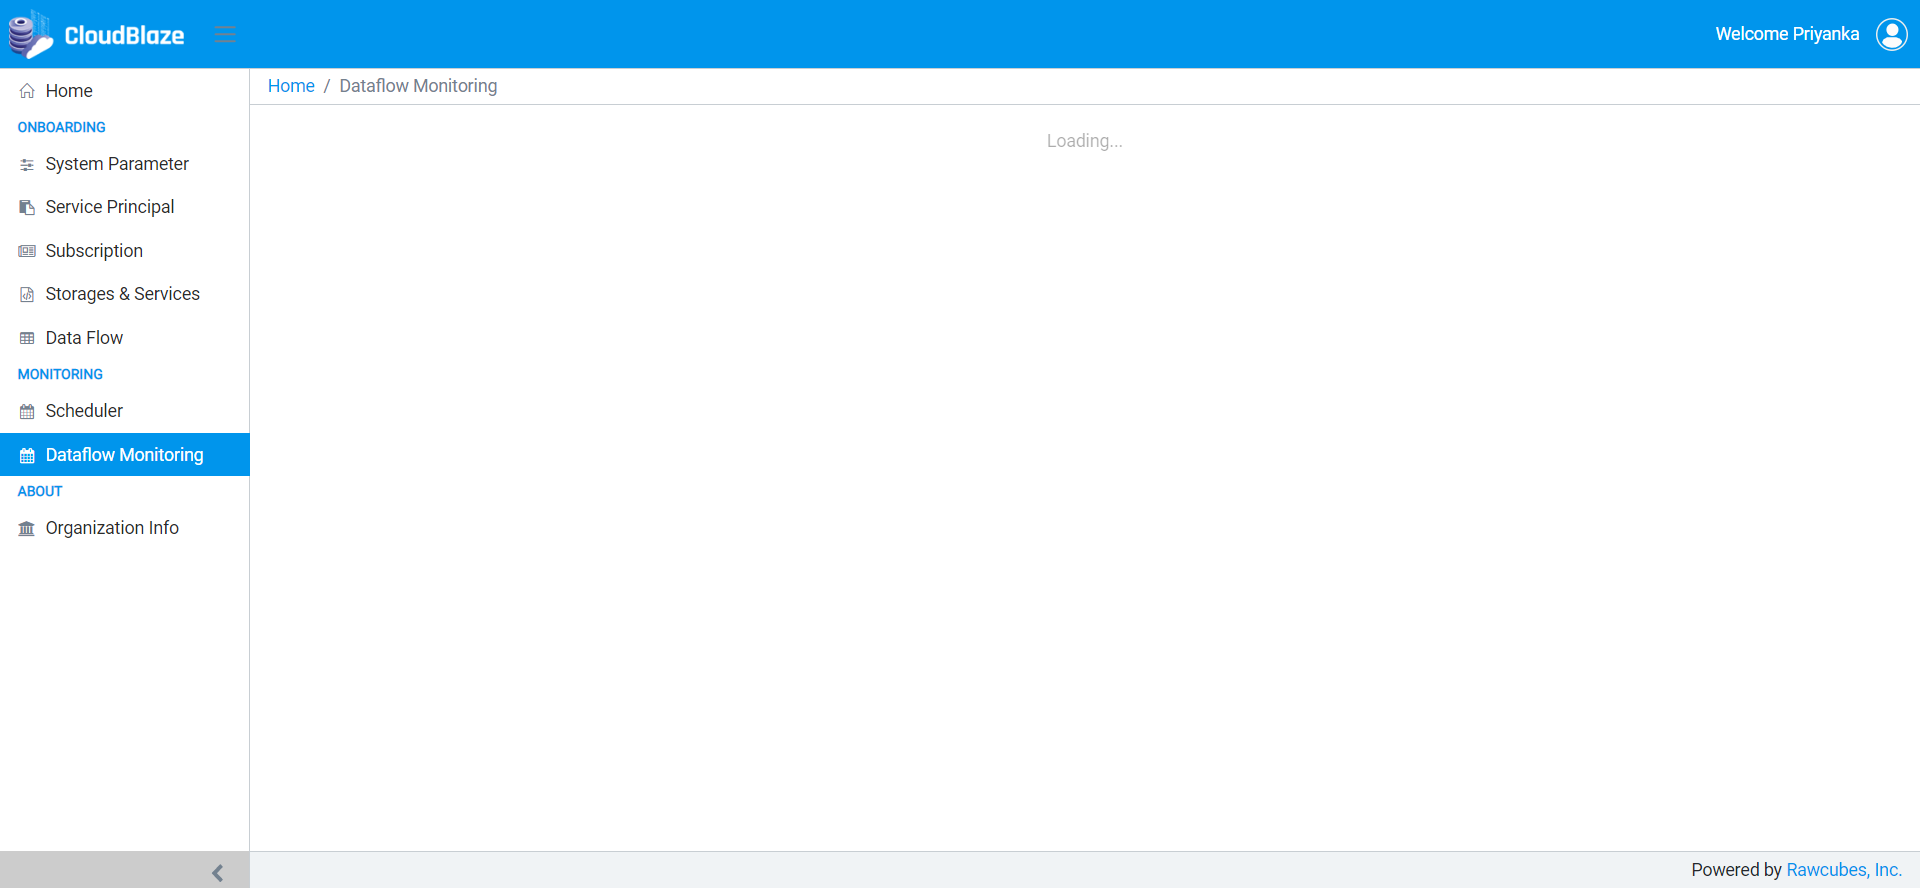 CloudBlaze
Welcome Priyanka
Home
ONBOARDING
System Parameter
Service Principal
Subscription
Storages & Services
Data Flow
MONITORING
Scheduler
Dataflow Monitoring
ABOUT
Organization Info
Home / Dataflow Monitoring
Loading...
Powered by Rawcubes, Inc.